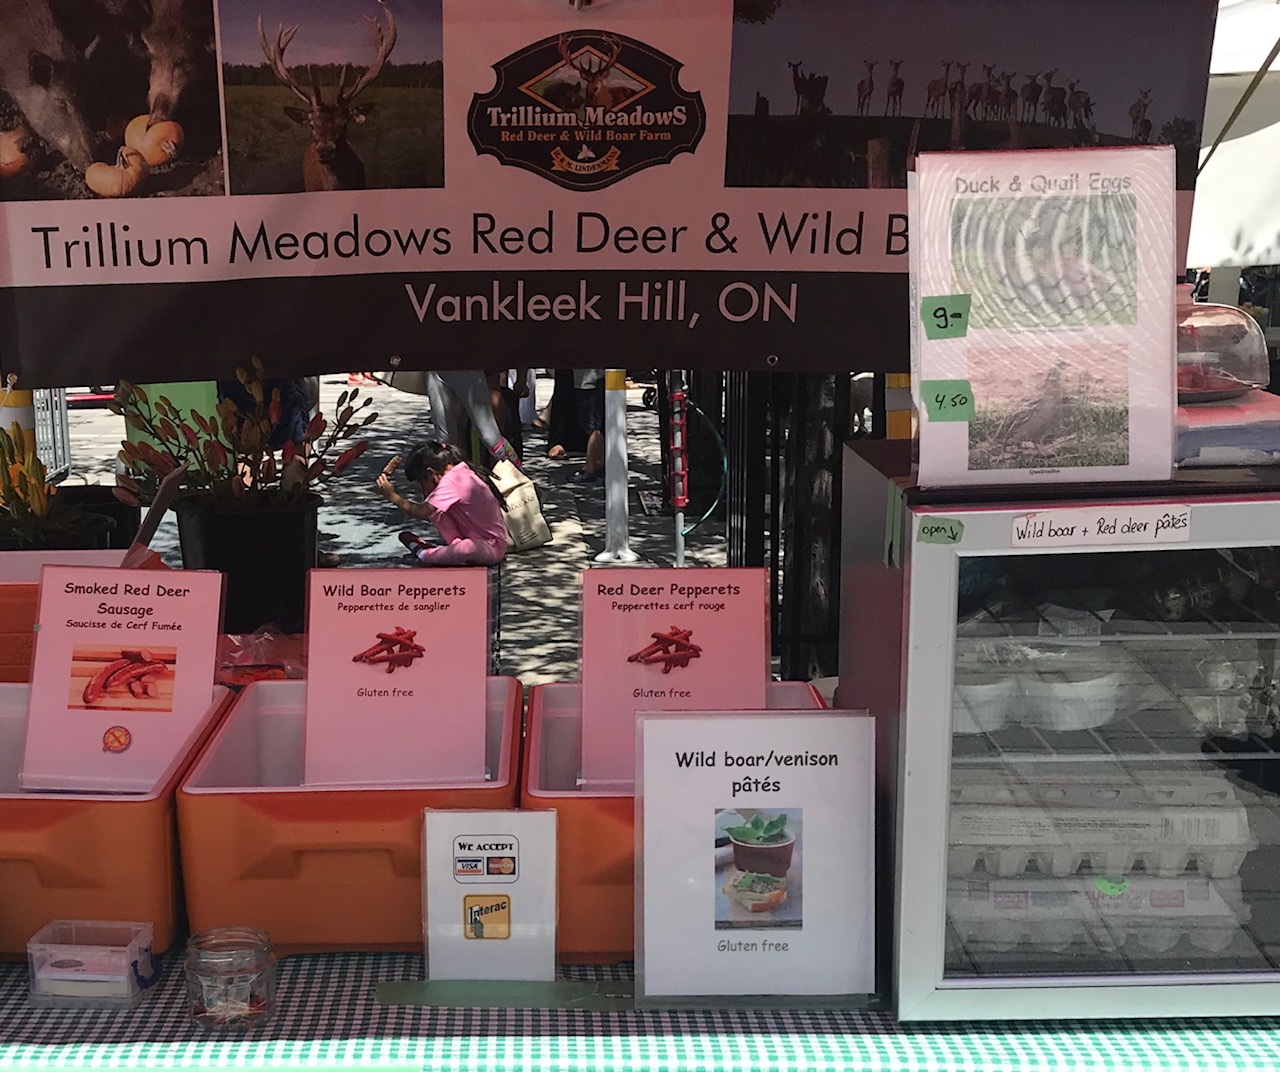 Trillium Meadows
Red Deer & Wild Boar Farm
Trillium Meadows Red Deer & Wild B
Vankleek Hill, ON
Duck & Quail Eggs
9.-
4.50
open
Wild boar + Red deer pâtés
Smoked Red Deer
Sausage
Saucisse de Cerf Fumée
Wild Boar Pepperets
Pepperettes de sanglier
Gluten free
Red Deer Pepperets
Pepperettes cerf rouge
Gluten free
Wild boar/venison
pâtés
Gluten free
WE ACCEPT
VISA
MasterCard
Interac